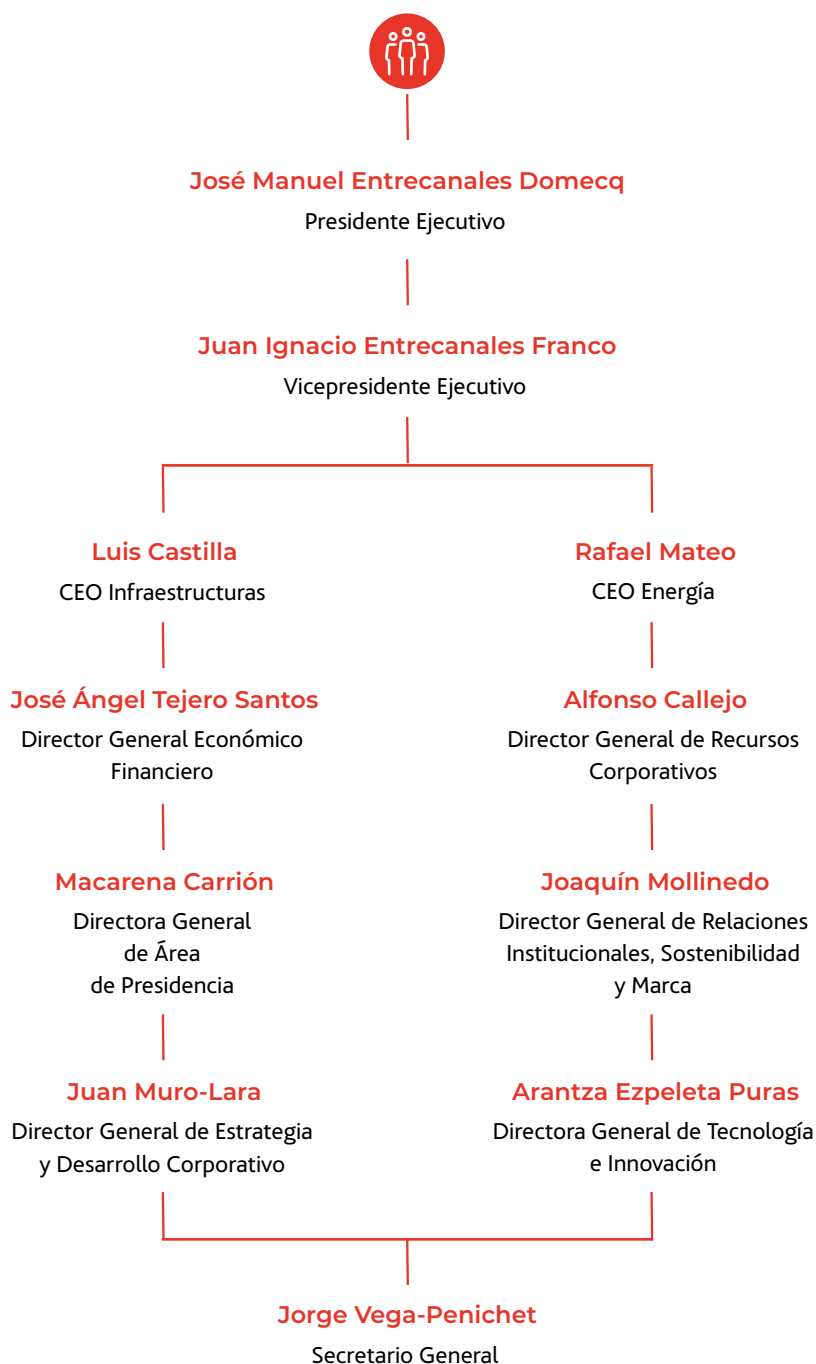 José Manuel Entrecanales Domecq
Presidente Ejecutivo
Juan Ignacio Entrecanales Franco
Vicepresidente Ejecutivo
Luis Castilla
CEO Infraestructuras
Rafael Mateo
CEO Energía
José Ángel Tejero Santos
Director General Económico
Financiero
Alfonso Callejo
Director General de Recursos
Corporativos
Macarena Carrión
Directora General
de Área
de Presidencia
Joaquín Mollinedo
Director General de Relaciones
Institucionales, Sostenibilidad
y Marca
Juan Muro-Lara
Director General de Estrategia
y Desarrollo Corporativo
Arantza Ezpeleta Puras
Directora General de Tecnología
e Innovación
Jorge Vega-Penichet
Secretario General